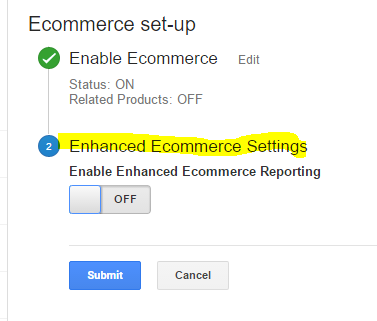 Ecommerce set-up
Enable Ecommerce Edit
Status: ON
Related Products: OFF
2 Enhanced Ecommerce Settings
Enable Enhanced Ecommerce Reporting
OFF
Submit Cancel